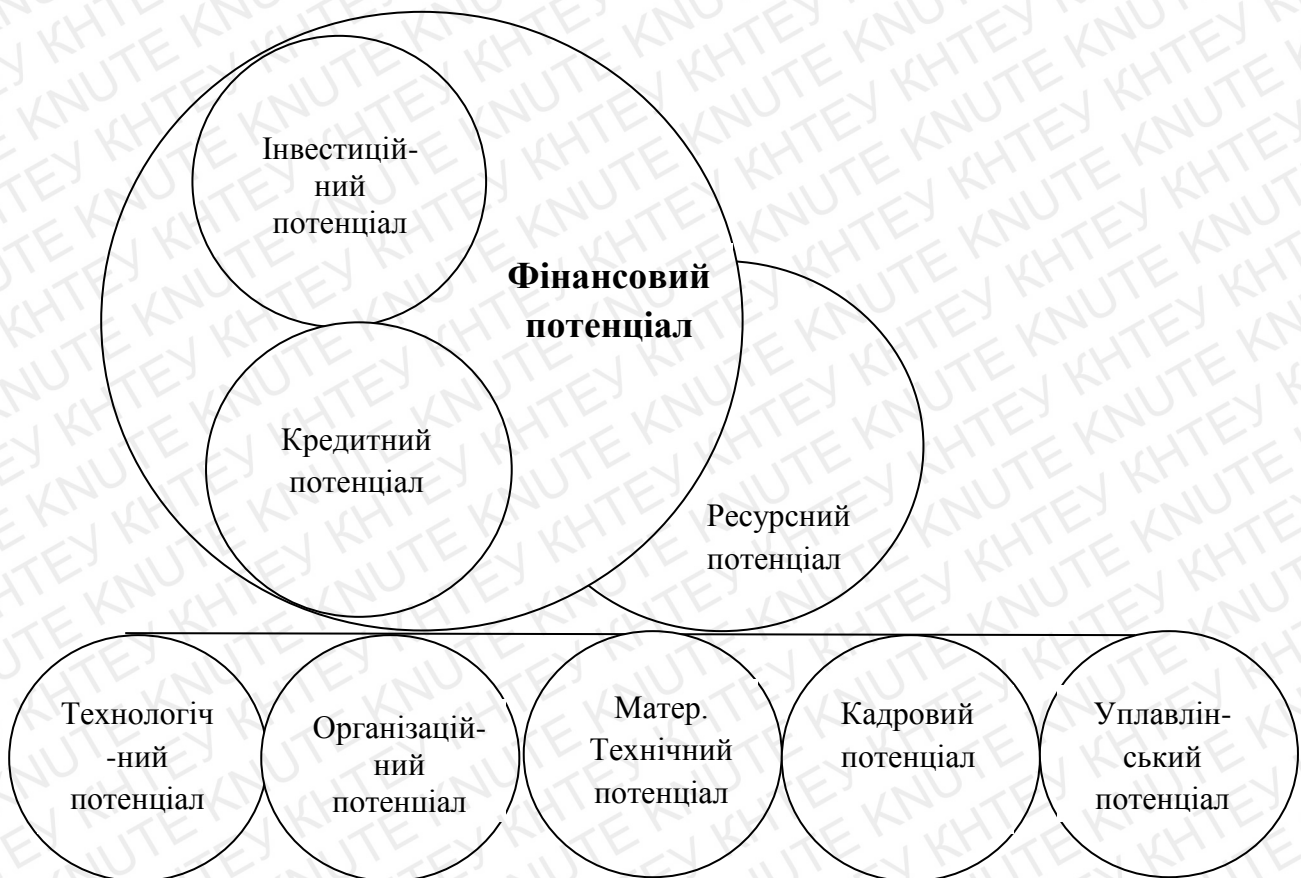 Інвестицій-
ний
потенціал
Фінансовий
потенціал
Кредитний
потенціал
Ресурсний
потенціал
Технологіч
-ний
потенціал
Організацій-
ний
потенціал
Матер.
Технічний
потенціал
Кадровий
потенціал
Уплавлін-
ський
потенціал